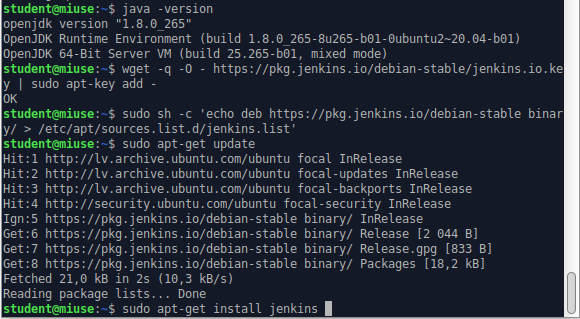 student@miuse:~$ java -version
openjdk version "1.8.0_265"
OpenJDK Runtime Environment (build 1.8.0_265-8u265-b01-0ubuntu2~20.04-b01)
OpenJDK 64-Bit Server VM (build 25.265-b01, mixed mode)
student@miuse:~$ wget -q -O - https://pkg.jenkins.io/debian-stable/jenkins.io.ke
y | sudo apt-key add -
OK
student@miuse:~$ sudo sh -c 'echo deb https://pkg.jenkins.io/debian-stable binar
y/ > /etc/apt/sources.list.d/jenkins.list'
student@miuse:~$ sudo apt-get update
Hit:1 http://lv.archive.ubuntu.com/ubuntu focal InRelease
Hit:2 http://lv.archive.ubuntu.com/ubuntu focal-updates InRelease
Hit:3 http://lv.archive.ubuntu.com/ubuntu focal-backports InRelease
Hit:4 http://security.ubuntu.com/ubuntu focal-security InRelease
Ign:5 https://pkg.jenkins.io/debian-stable binary/ InRelease
Get:6 https://pkg.jenkins.io/debian-stable binary/ Release [2 044 B]
Get:7 https://pkg.jenkins.io/debian-stable binary/ Release.gpg [833 B]
Get:8 https://pkg.jenkins.io/debian-stable binary/ Packages [18,2 kB]
Fetched 21,0 kB in 2s (10,3 kB/s)
Reading package lists... Done
student@miuse:~$ sudo apt-get install jenkins